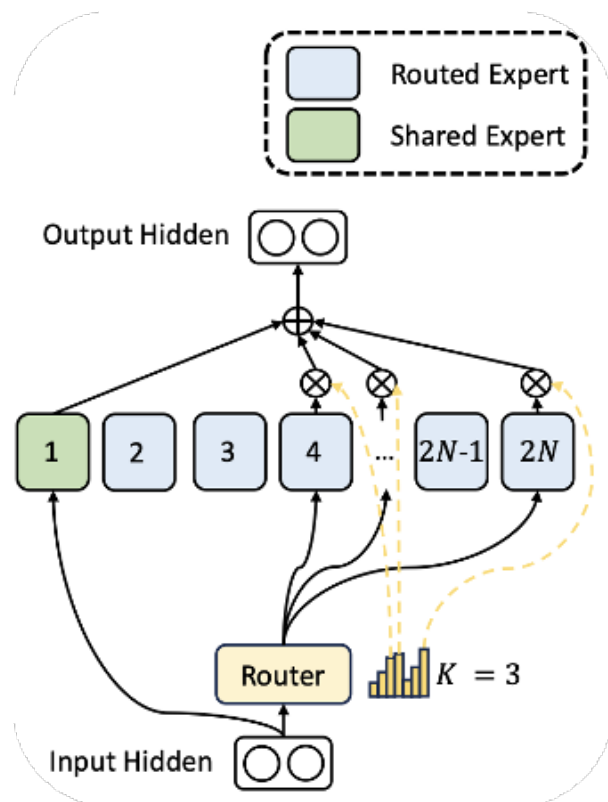 Routed Expert
Shared Expert
Output Hidden
1
2
3
4
...
2N-1
2N
Router
K = 3
Input Hidden